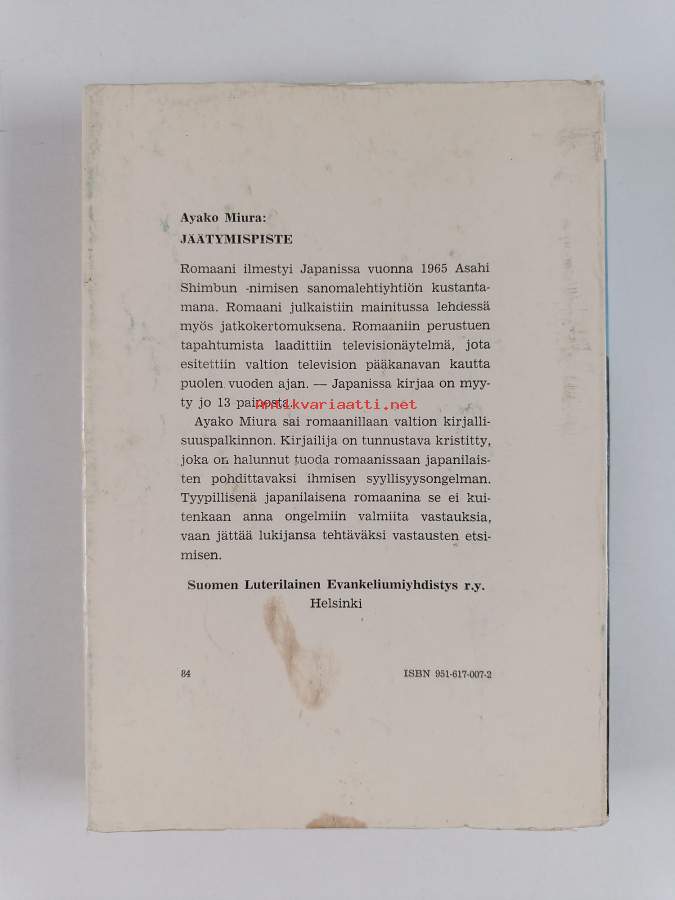 Ayako Miura:
JÄÄTYMISPISTE
Romaani ilmestyi Japanissa vuonna 1965 Asahi
Shimbun -nimisen sanomalehtiyhtiön kustanta-
mana. Romaani julkaistiin mainitussa lehdessä
myös jatkokertomuksena. Romaaniin perustuen
tapahtumista laadittiin televisionäytelmä, jota
esitettiin valtion television pääkanavan kautta
puolen vuoden ajan. — Japanissa kirjaa on myy-
ty jo 13 painosta.
Antikvariaatti.net
Ayako Miura sai romaanillaan valtion kirjalli-
suuspalkinnon. Kirjailija on tunnustava kristitty,
joka on halunnut tuoda romaanissaan japanilais-
ten pohdittavaksi ihmisen syyllisyysongelman.
Tyypillisenä japanilaisena romaanina se ei kui-
tenkaan anna ongelmiin valmiita vastauksia,
vaan jättää lukijansa tehtäväksi vastausten etsi-
misen.
Suomen Luterilainen Evankeliumiyhdistys r.y.
Helsinki
84 ISBN 951-617-007-2